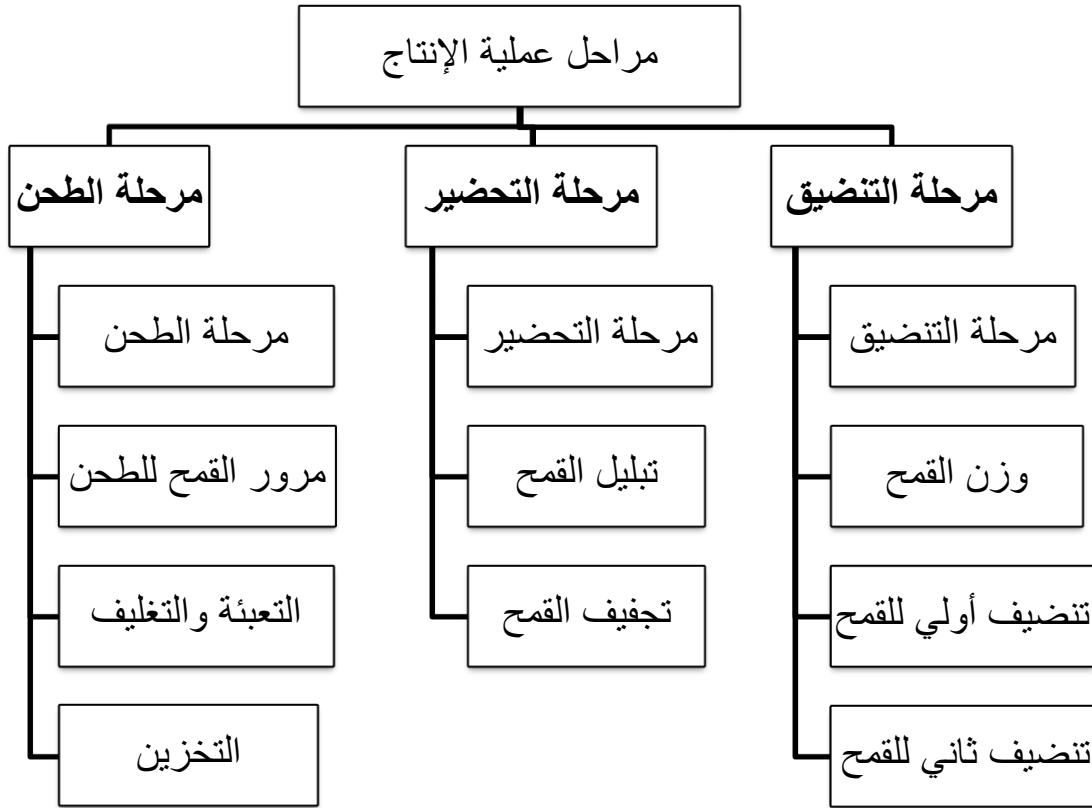 مراحل عملية الإنتاج
مرحلة التنضيق
مرحلة التنضيق
وزن القمح
تنضيف أولي للقمح
تنضيف ثاني للقمح
مرحلة التحضير
مرحلة التحضير
تبليل القمح
تجفيف القمح
مرحلة الطحن
مرحلة الطحن
مرور القمح للطحن
التعبئة والتغليف
التخزين